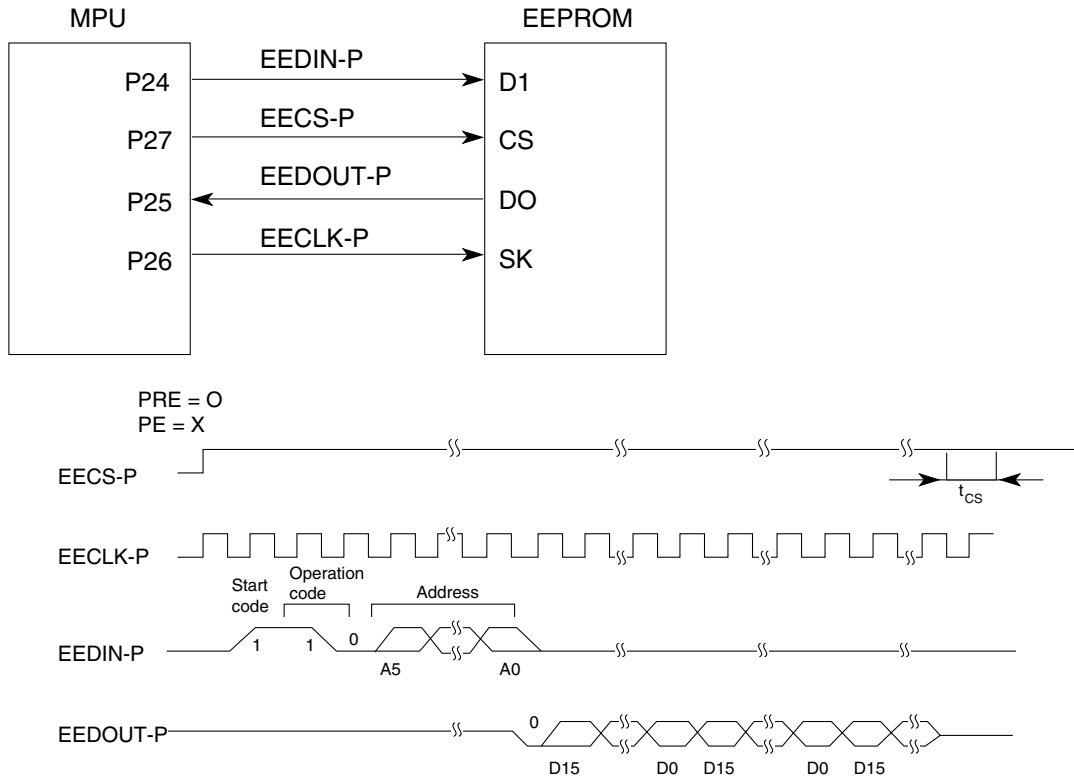 MPU
EEPROM
P24
EEDIN-P
D1
P27
EECS-P
CS
P25
EEDOUT-P
DO
P26
EECLK-P
SK
PRE = O
PE = X
EECS-P
tCS
EECLK-P
Start code
Operation code
Address
EEDIN-P
1
1
0
A5
A0
EEDOUT-P
0
D15
D0
D15
D0
D15